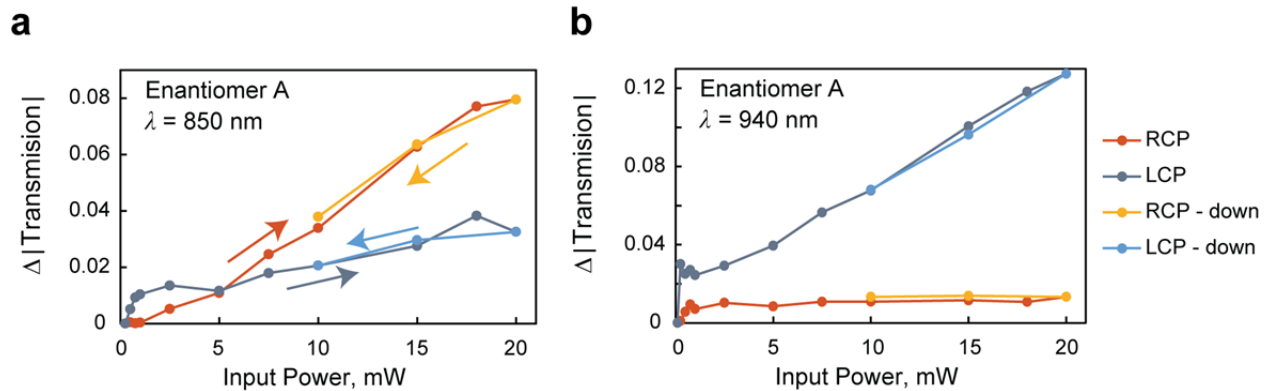 a
Enantiomer A
λ = 850 nm
0.08
0.06
0.04
0.02
0
0
5
10
15
20
Δ|Transmision|
Input Power, mW
b
Enantiomer A
λ = 940 nm
0.12
0.08
0.04
0
0
5
10
15
20
Δ|Transmision|
Input Power, mW
RCP
LCP
RCP - down
LCP - down